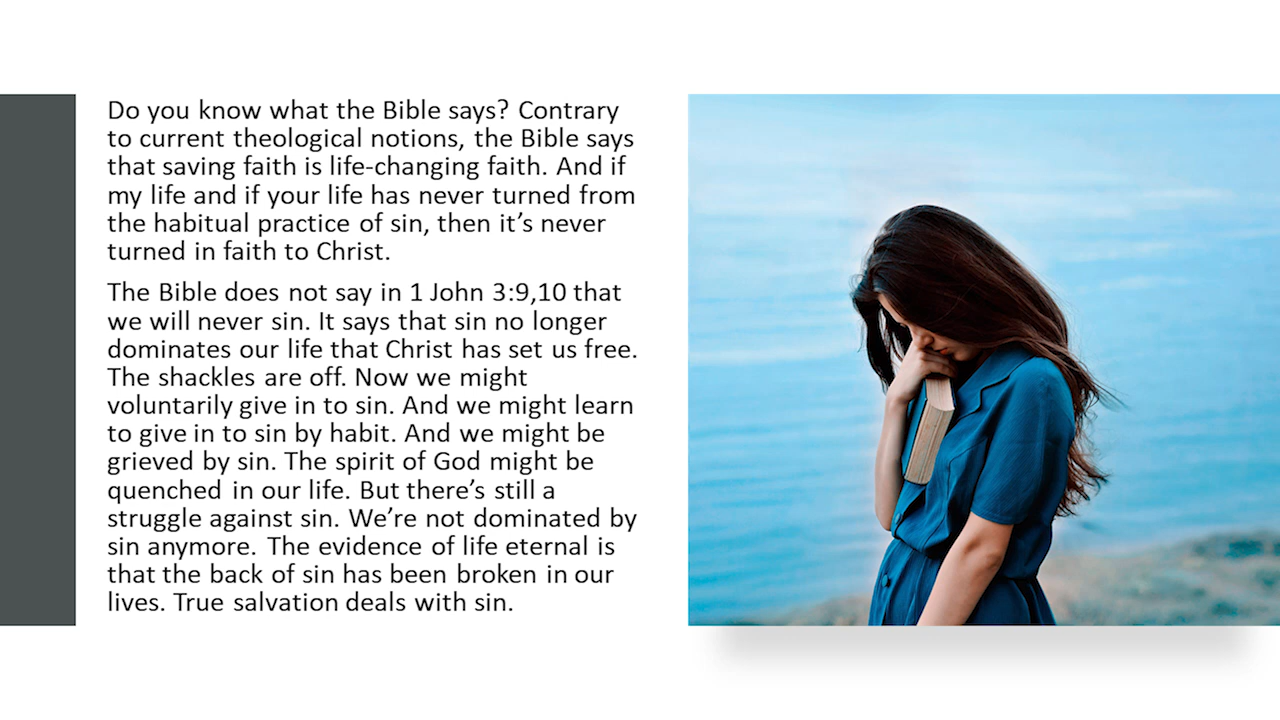 Do you know what the Bible says? Contrary
to current theological notions, the Bible says
that saving faith is life-changing faith. And if
my life and if your life has never turned from
the habitual practice of sin, then it’s never
turned in faith to Christ.
The Bible does not say in 1 John 3:9,10 that
we will never sin. It says that sin no longer
dominates our life that Christ has set us free.
The shackles are off. Now we might
voluntarily give in to sin. And we might learn
to give in to sin by habit. And we might be
grieved by sin. The spirit of God might be
quenched in our life. But there’s still a
struggle against sin. We’re not dominated by
sin anymore. The evidence of life eternal is
that the back of sin has been broken in our
lives. True salvation deals with sin.